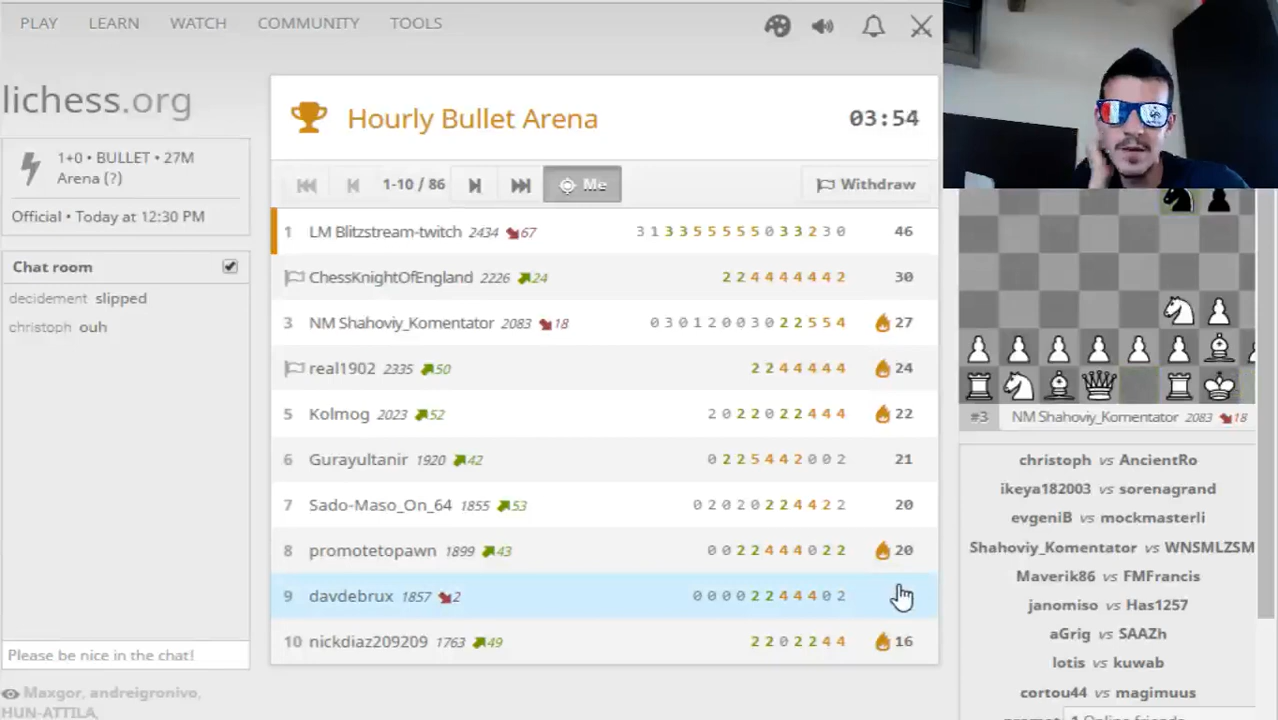 PLAY LEARN WATCH COMMUNITY TOOLS
lichess.org
1+0 • BULLET • 27M
Arena (?)
Official • Today at 12:30 PM
Chat room
decidement slipped
christoph ouh
Please be nice in the chat!
Maxgor, andreigronivo,
HUN-ATTILA,
Hourly Bullet Arena 03:54
1-10 / 86 Me Withdraw
1 LM Blitzstream-twitch 2434 67 3 1 3 3 5 5 5 5 5 0 3 3 2 3 0 46
ChessKnightOfEngland 2226 24 2 2 4 4 4 4 4 4 2 30
3 NM Shahoviy_Komentator 2083 18 0 3 0 1 2 0 0 3 0 2 2 5 5 4 27
real1902 2335 50 2 2 4 4 4 4 4 24
5 Kolmog 2023 52 2 0 2 2 0 2 2 4 4 4 22
6 Gurayultanir 1920 42 0 2 2 5 4 4 2 0 0 2 21
7 Sado-Maso_On_64 1855 53 0 2 0 2 0 2 2 4 4 2 2 20
8 promotetopawn 1899 43 0 0 2 2 4 4 4 0 2 2 20
9 davdebrux 1857 2 0 0 0 0 2 2 4 4 4 0 2
10 nickdiaz209209 1763 49 2 2 0 2 2 4 4 16
#3 NM Shahoviy_Komentator 2083 18
christoph vs AncientRo
ikeya182003 vs sorenagrand
evgeniB vs mockmasterli
Shahoviy_Komentator vs WNSMLZSM
Maverik86 vs FMFrancis
janomiso vs Has1257
aGrig vs SAAZh
lotis vs kuwab
cortou44 vs magimuus